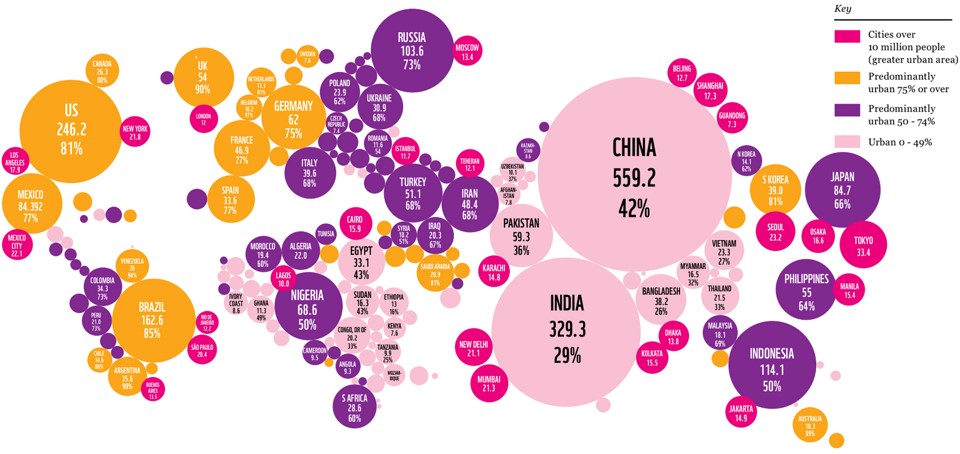 Key
Cities over
10 million people
(greater urban area)
Predominantly
urban 75% or over
Predominantly
urban 50 - 74%
Urban 0 - 49%
CANADA
26.3
80%
US
246.2
81%
NEW YORK
21.8
LOS
ANGELES
17.9
MEXICO
84.392
77%
MEXICO
CITY
22.1
VENEZUELA
26
94%
COLOMBIA
34.3
73%
PERU
21.0
73%
BRAZIL
162.6
85%
RIO DE
JANEIRO
12.2
SÃO PAULO
20.4
CHILE
14.6
88%
ARGENTINA
35.6
90%
BUENOS
AIRES
13.5
UK
54
90%
LONDON
12
SWEDEN
7.6
NETHERLANDS
13.3
81%
BELGIUM
10.2
97%
GERMANY
62
75%
FRANCE
46.9
77%
SPAIN
33.6
77%
ITALY
39.6
68%
POLAND
23.9
62%
CZECH
REPUBLIC
7.4
RUSSIA
103.6
73%
MOSCOW
13.4
UKRAINE
30.9
68%
ROMANIA
11.6
54
ISTANBUL
11.7
TURKEY
51.1
68%
TEHERAN
12.1
IRAN
48.4
68%
SYRIA
10.2
51%
IRAQ
20.3
67%
SAUDI ARABIA
20.9
81%
MOROCCO
19.4
60%
ALGERIA
22.0
TUNISIA
CAIRO
15.9
EGYPT
33.1
43%
LAGOS
10.0
NIGERIA
68.6
50%
IVORY
COAST
8.6
GHANA
11.3
49%
SUDAN
16.3
43%
ETHIOPIA
13
16%
CONGO, DR OF
20.2
33%
KENYA
7.6
TANZANIA
9.9
25%
CAMEROON
9.5
ANGOLA
9.3
MOZAM-
BIQUE
S AFRICA
28.6
60%
KAZAKH-
STAN
8.6
UZBEKISTAN
10.1
37%
AFGHAN-
ISTAN
7.8
PAKISTAN
59.3
36%
KARACHI
14.8
CHINA
559.2
42%
BEIJING
12.7
SHANGHAI
17.3
GUANDONG
7.3
INDIA
329.3
29%
NEW DELHI
21.1
MUMBAI
21.3
BANGLADESH
38.2
26%
DHAKA
13.8
KOLKATA
15.5
MYANMAR
16.5
32%
VIETNAM
23.3
27%
THAILAND
21.5
33%
MALAYSIA
18.1
69%
N KOREA
14.1
62%
S KOREA
39.0
81%
SEOUL
23.2
JAPAN
84.7
66%
OSAKA
16.6
TOKYO
33.4
PHILIPPINES
55
64%
MANILA
15.4
INDONESIA
114.1
50%
JAKARTA
14.9
AUSTRALIA
18.3
89%